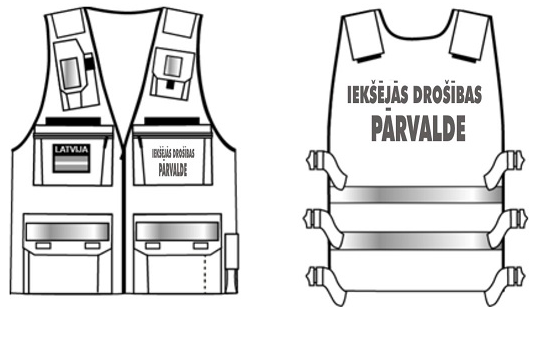 LATVIJA
IEKŠĒJĀS DROŠĪBAS
PĀRVALDE
IEKŠĒJĀS DROŠĪBAS
PĀRVALDE